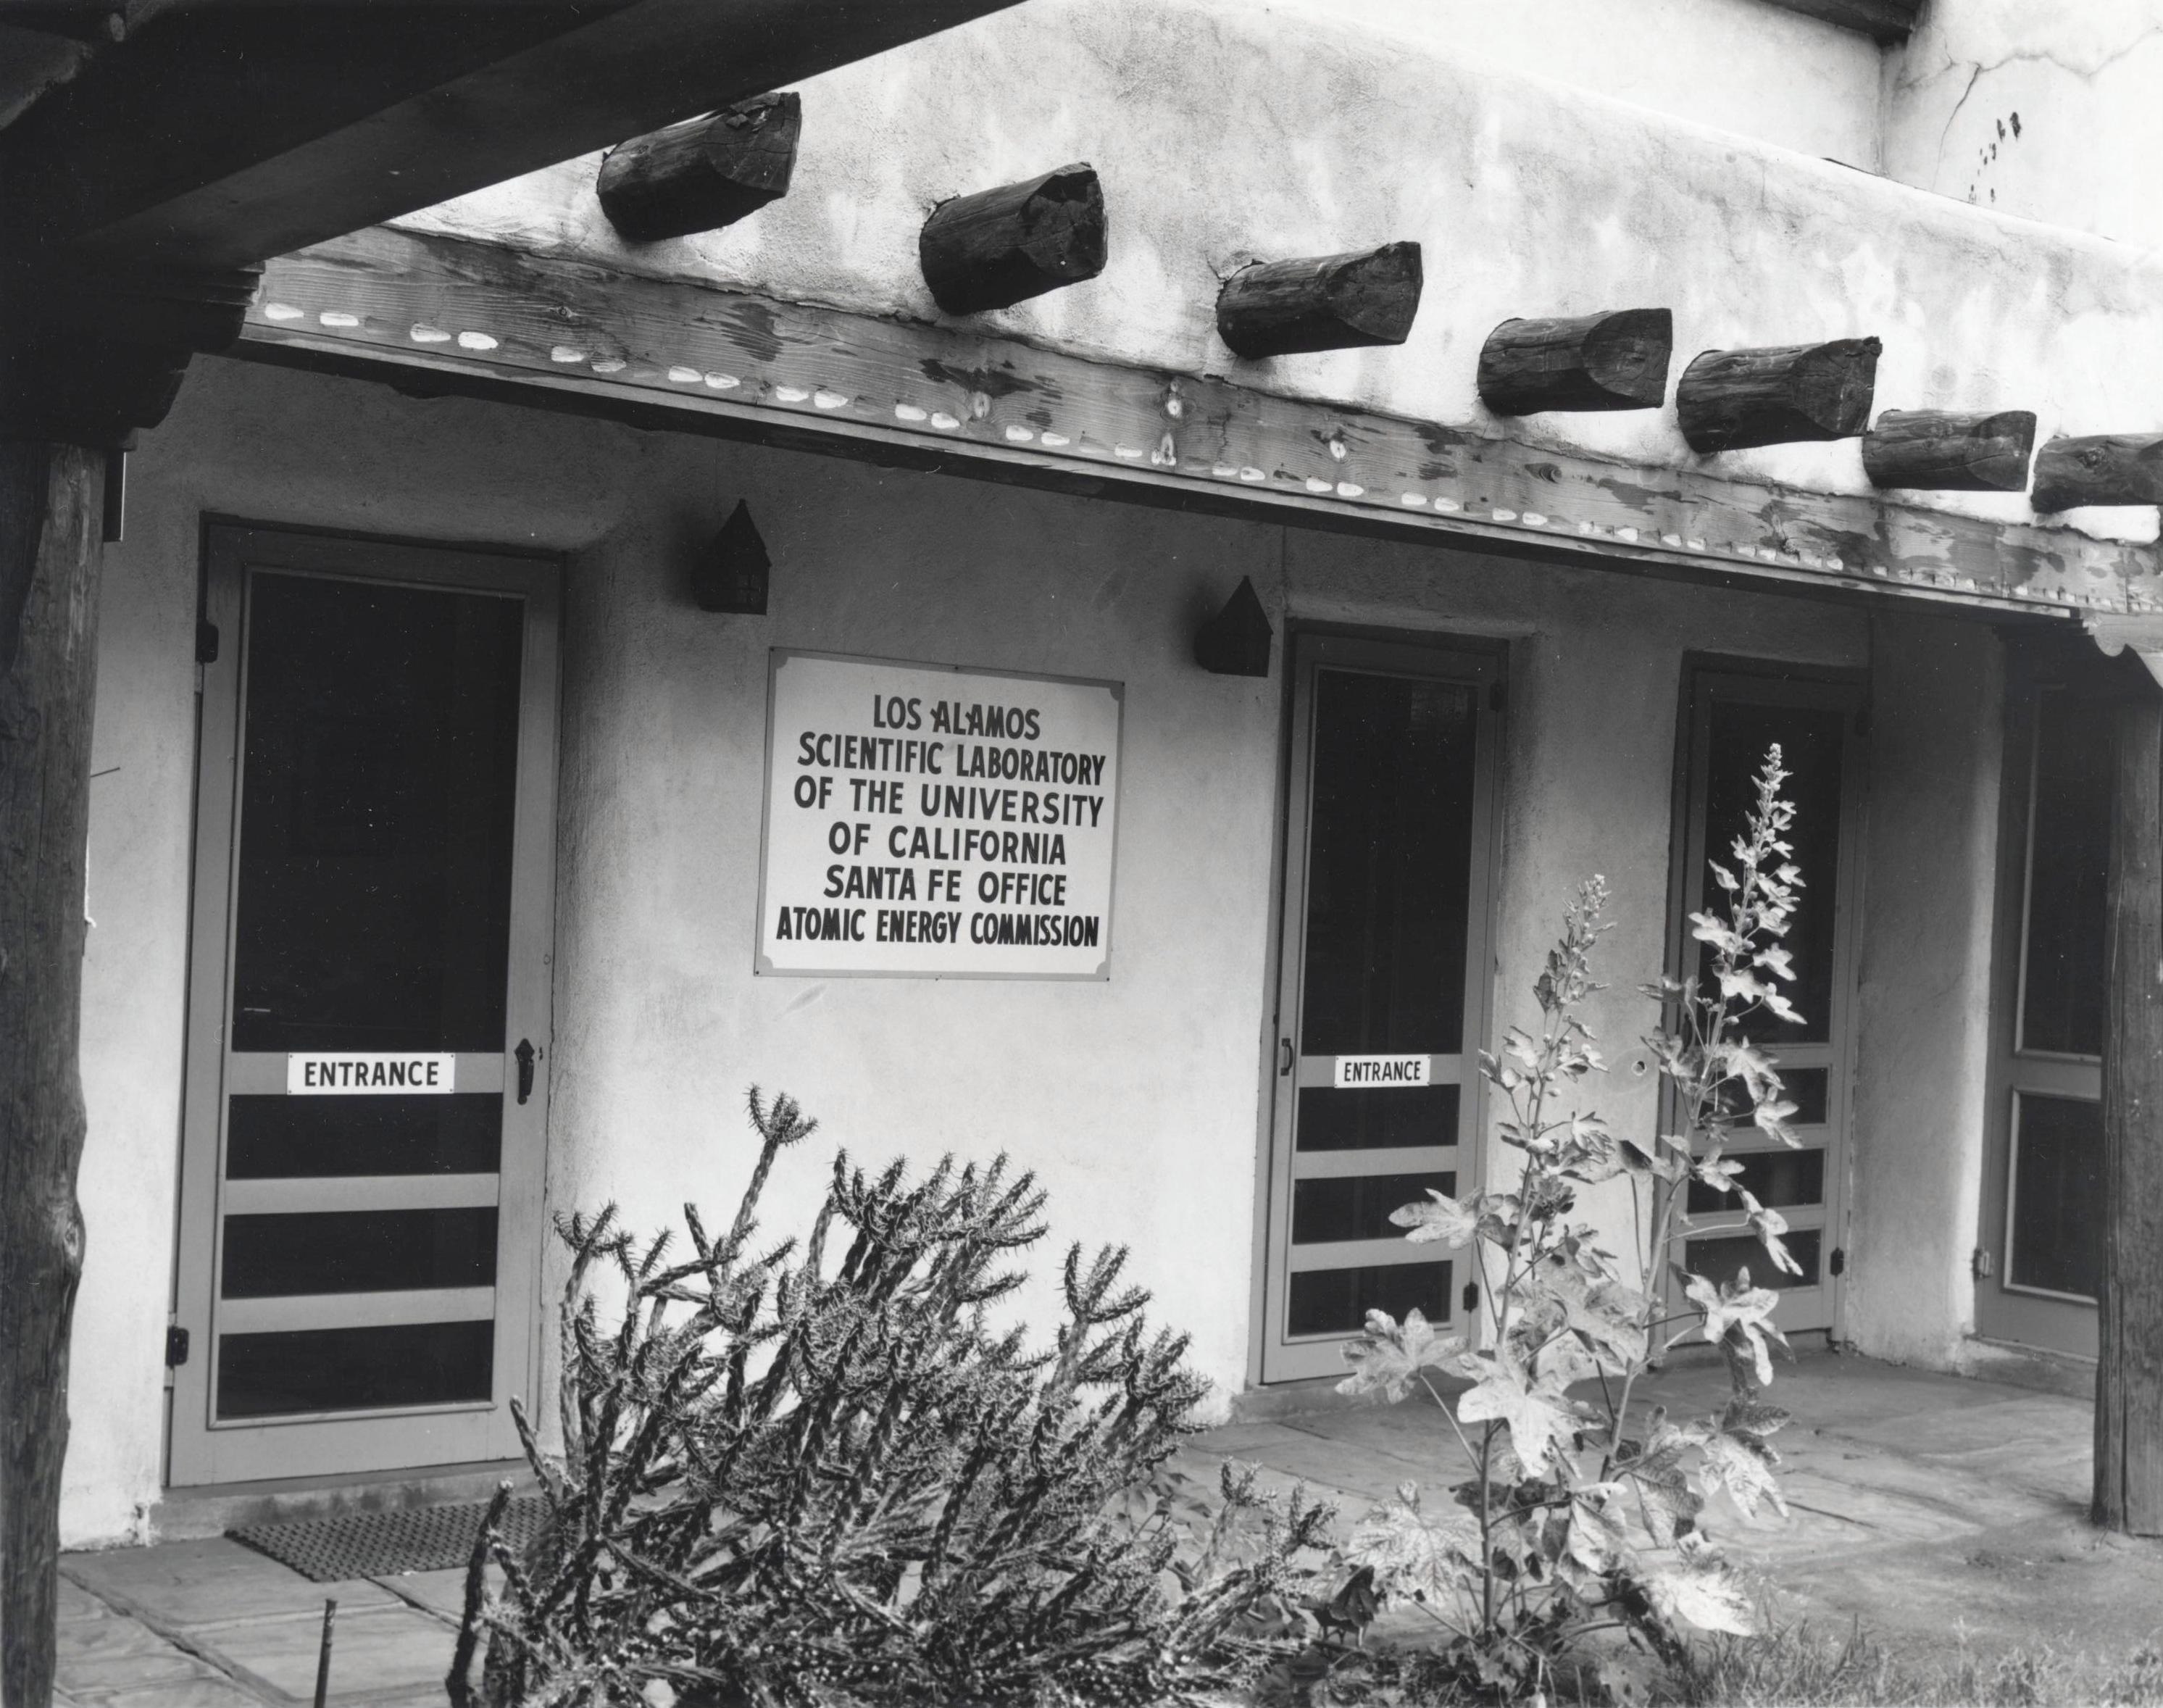 LOS ALAMOS
SCIENTIFIC LABORATORY
OF THE UNIVERSITY
OF CALIFORNIA
SANTA FE OFFICE
ATOMIC ENERGY COMMISSION
ENTRANCE
ENTRANCE